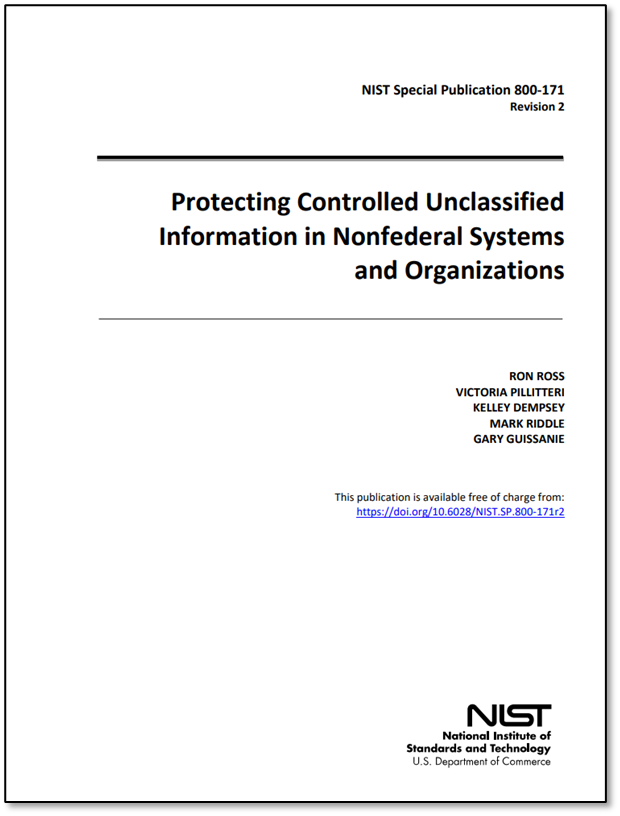 NIST Special Publication 800-171
Revision 2
Protecting Controlled Unclassified
Information in Nonfederal Systems
and Organizations
RON ROSS
VICTORIA PILLITTERI
KELLEY DEMPSEY
MARK RIDDLE
GARY GUISSANIE
This publication is available free of charge from:
https://doi.org/10.6028/NIST.SP.800-171r2
NIST
National Institute of
Standards and Technology
U.S. Department of Commerce